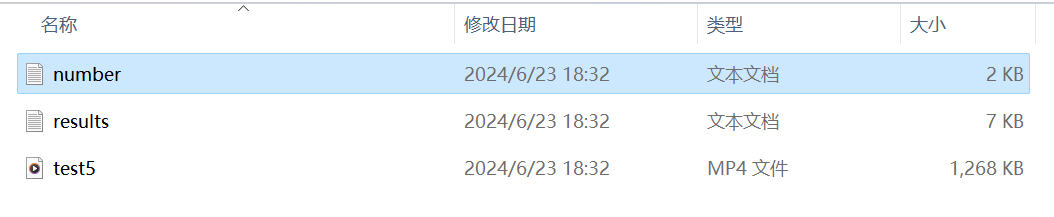 名称 修改日期 类型 大小
number 2024/6/23 18:32 文本文档 2 KB
results 2024/6/23 18:32 文本文档 7 KB
test5 2024/6/23 18:32 MP4 文件 1,268 KB